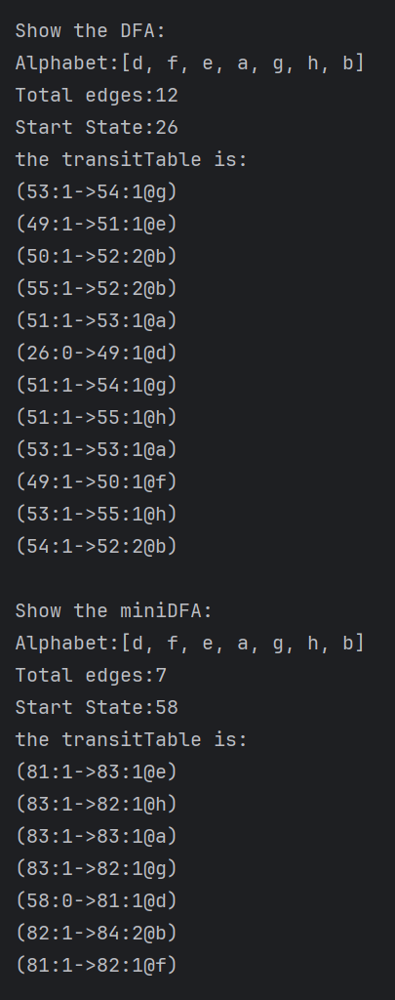 Show the DFA:
Alphabet:[d, f, e, a, g, h, b]
Total edges:12
Start State:26
the transitTable is:
(53:1->54:1@g)
(49:1->51:1@e)
(50:1->52:2@b)
(55:1->52:2@b)
(51:1->53:1@a)
(26:0->49:1@d)
(51:1->54:1@g)
(51:1->55:1@h)
(53:1->53:1@a)
(49:1->50:1@f)
(53:1->55:1@h)
(54:1->52:2@b)
Show the miniDFA:
Alphabet:[d, f, e, a, g, h, b]
Total edges:7
Start State:58
the transitTable is:
(81:1->83:1@e)
(83:1->82:1@h)
(83:1->83:1@a)
(83:1->82:1@g)
(58:0->81:1@d)
(82:1->84:2@b)
(81:1->82:1@f)